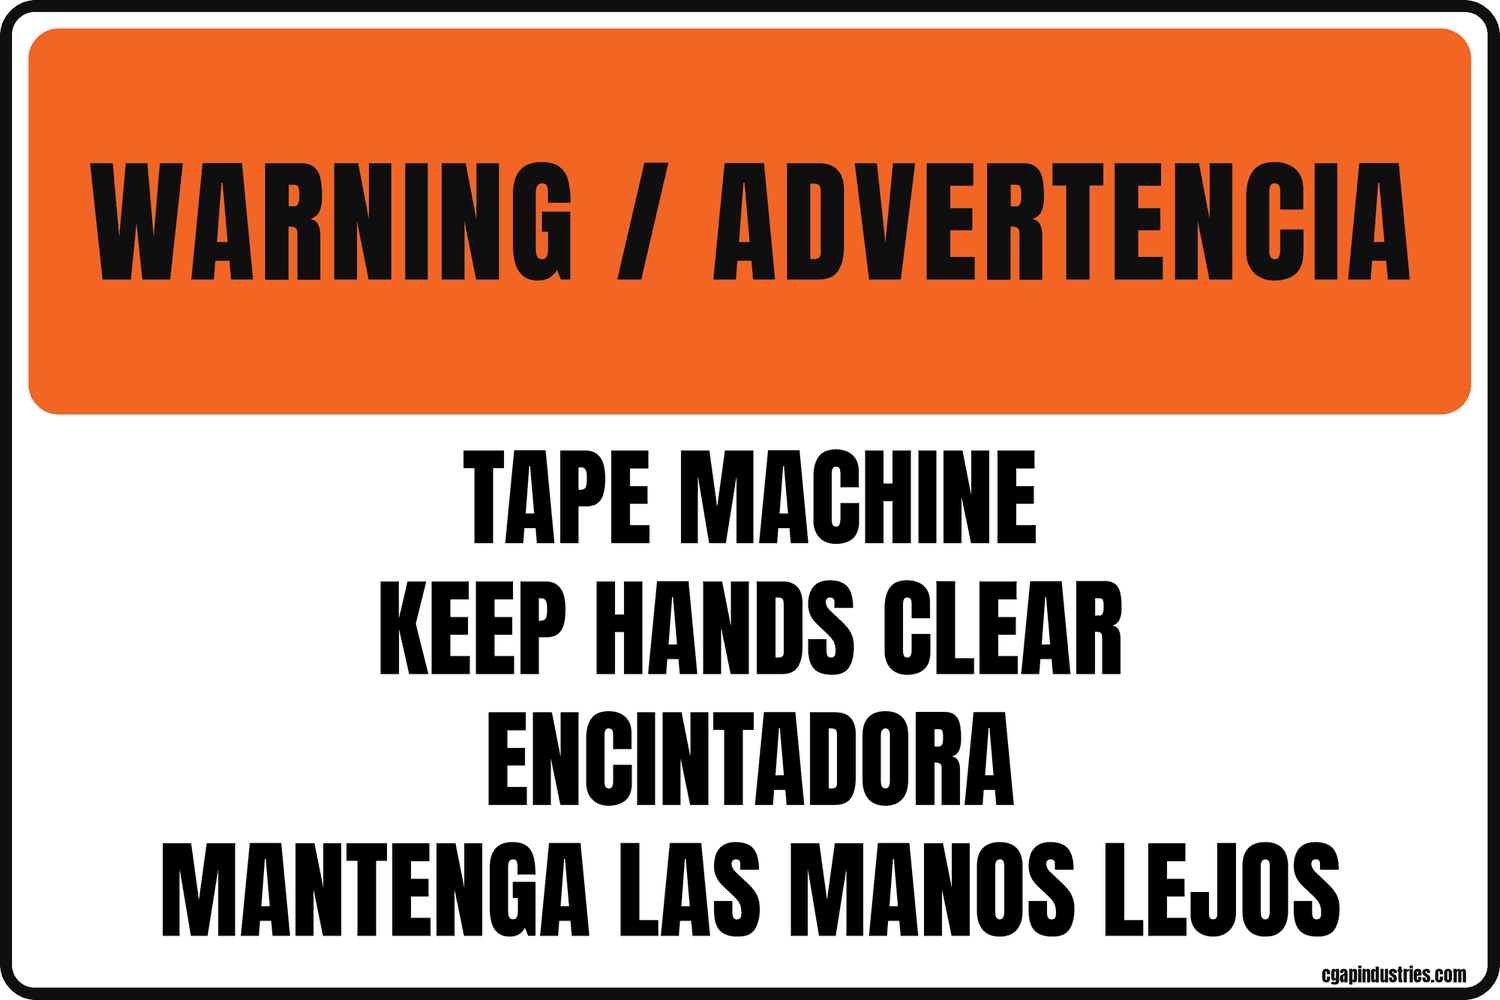 WARNING / ADVERTENCIA
TAPE MACHINE
KEEP HANDS CLEAR
ENCINTADORA
MANTENGA LAS MANOS LEJOS
cgapindustries.com